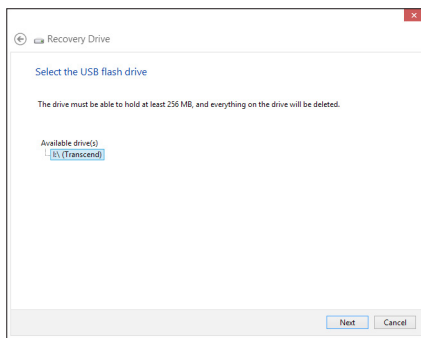 Recovery Drive
Select the USB flash drive
The drive must be able to hold at least 256 MB, and everything on the drive will be deleted.
Available drive(s)
I:\ (Transcend)
Next
Cancel